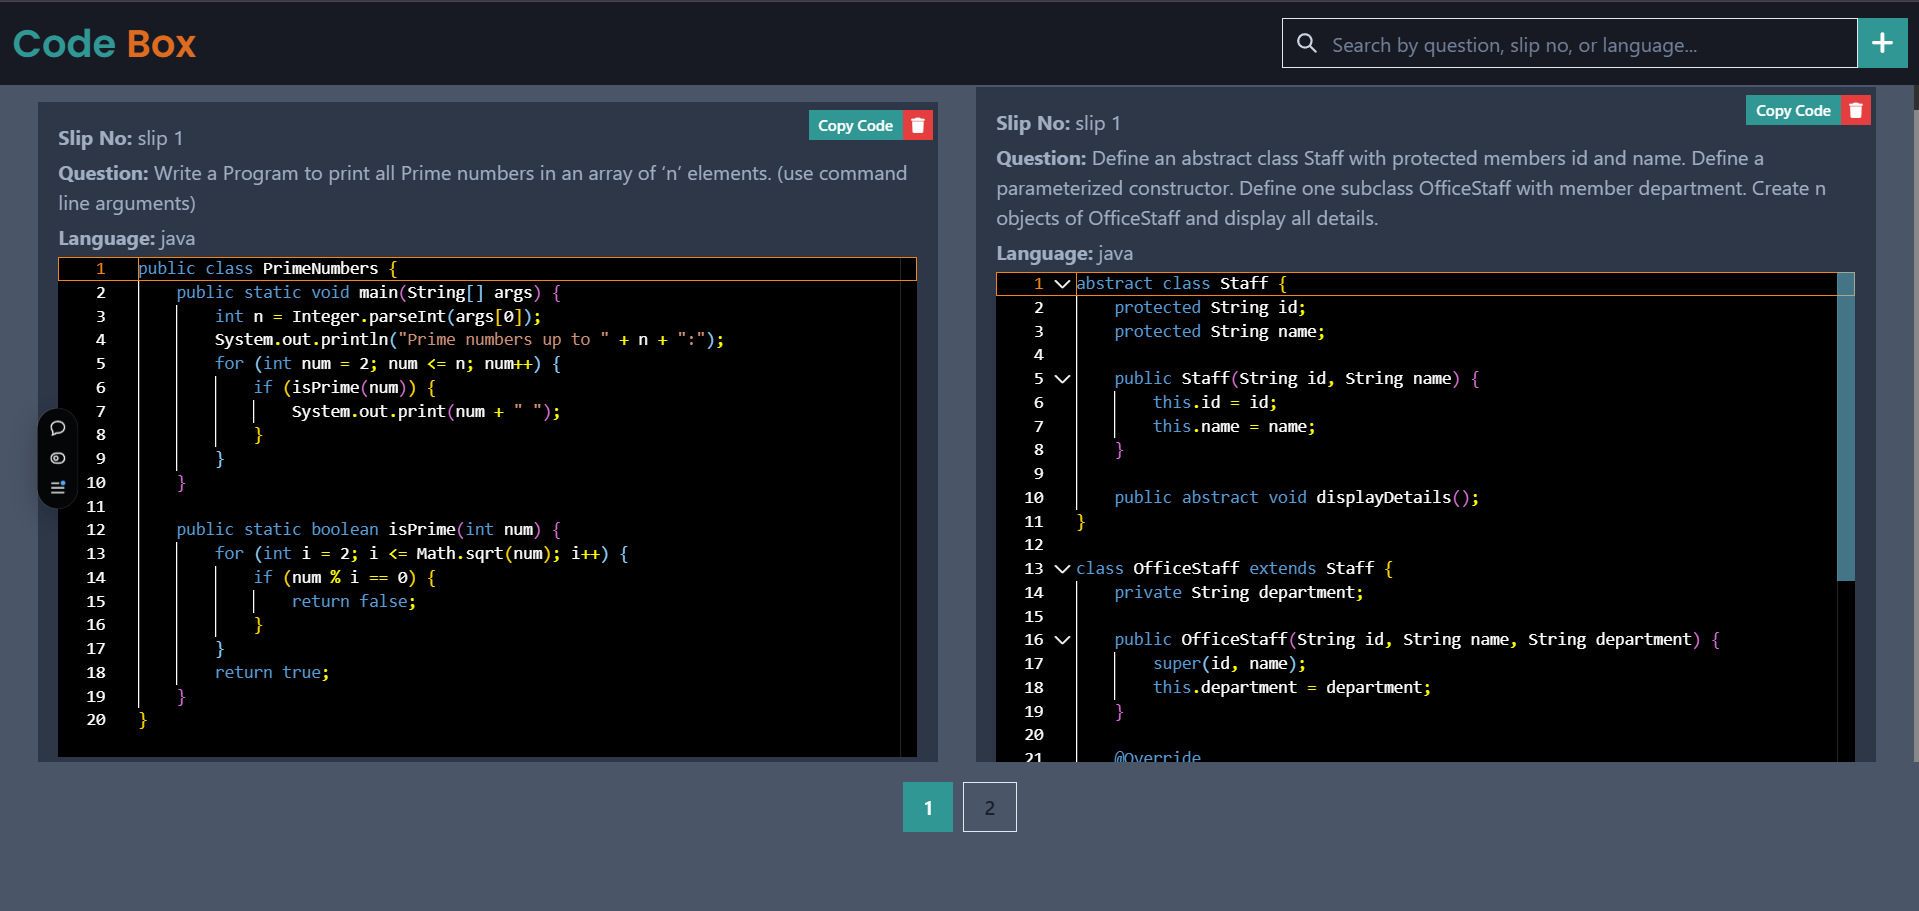 Code Box
Search by question, slip no, or language...
Copy Code
Slip No: slip 1
Question: Write a Program to print all Prime numbers in an array of ‘n’ elements. (use command
line arguments)
Language: java
1 public class PrimeNumbers {
2     public static void main(String[] args) {
3         int n = Integer.parseInt(args[0]);
4         System.out.println("Prime numbers up to " + n + ":");
5         for (int num = 2; num <= n; num++) {
6             if (isPrime(num)) {
7                 System.out.print(num + " ");
8             }
9         }
10     }
11
12     public static boolean isPrime(int num) {
13         for (int i = 2; i <= Math.sqrt(num); i++) {
14             if (num % i == 0) {
15                 return false;
16             }
17         }
18         return true;
19     }
20 }
Copy Code
Slip No: slip 1
Question: Define an abstract class Staff with protected members id and name. Define a
parameterized constructor. Define one subclass OfficeStaff with member department. Create n
objects of OfficeStaff and display all details.
Language: java
1 abstract class Staff {
2     protected String id;
3     protected String name;
4
5     public Staff(String id, String name) {
6         this.id = id;
7         this.name = name;
8     }
9
10     public abstract void displayDetails();
11 }
12
13 class OfficeStaff extends Staff {
14     private String department;
15
16     public OfficeStaff(String id, String name, String department) {
17         super(id, name);
18         this.department = department;
19     }
20
21     @Override
1
2